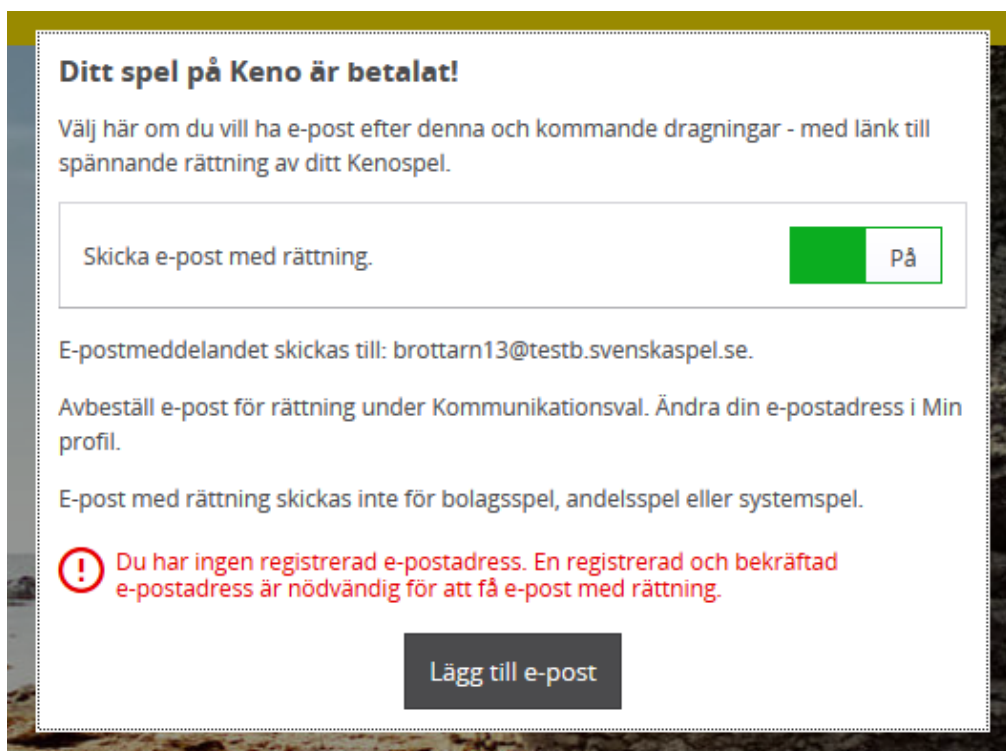 Ditt spel på Keno är betalat!
Välj här om du vill ha e-post efter denna och kommande dragningar - med länk till
spännande rättning av ditt Kenospel.
Skicka e-post med rättning.
På
E-postmeddelandet skickas till: brottarn13@testb.svenskaspel.se.
Avbeställ e-post för rättning under Kommunikationsval. Ändra din e-postadress i Min
profil.
E-post med rättning skickas inte för bolagsspel, andelsspel eller systemspel.
Du har ingen registrerad e-postadress. En registrerad och bekräftad
e-postadress är nödvändig för att få e-post med rättning.
Lägg till e-post